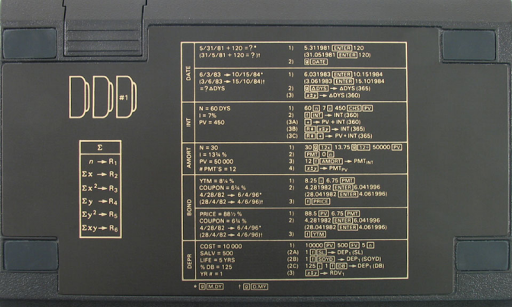 #1
Σ
n → R₁
Σx → R₂
Σx² → R₃
Σy → R₄
Σy² → R₅
Σxy → R₆
DATE
5/31/81 + 120 = ? *
(31/5/81 + 120 = ? )†
1) 5.311981 ENTER 120
(31.051981 ENTER 120)
2) g DATE
6/3/83 → 10/15/84*
(3/6/83 → 15/10/84)†
= ? ΔDYS
1) 6.031983 ENTER 10.151984
(3.061983 ENTER 15.101984)
2) g ΔDYS → ΔDYS (365)
(3) x≷y → ΔDYS (360)
INT
N = 60 DYS
I = 7%
PV = 450
1) 60 n 7 i 450 CHS PV
2) f INT → INT (360)
(3A) + → PV + INT (360)
(3B) R↓ x≷y → INT (365)
(3C) R↓ + → PV + INT (365)
AMORT
N = 30
I = 13¾ %
PV = 50 000
# PMT'S = 12
1) 30 g 12x 13.75 g 12÷ 50000 PV
2) PMT 0 n
3) 12 f AMORT → PMT INT
4) x≷y → PMT PV
BOND
YTM = 8¼ %
COUPON = 6¾ %
4/28/82 → 6/4/96*
(28/4/82 → 4/6/96)†
1) 8.25 i 6.75 PMT
2) 4.281982 ENTER 6.041996
(28.041982 ENTER 4.061996)
3) f PRICE
PRICE = 88½ %
COUPON = 6¾ %
4/28/82 → 6/4/96*
(28/4/82 → 4/6/96)†
1) 88.5 PV 6.75 PMT
2) 4.281982 ENTER 6.041996
(28.041982 ENTER 4.061996)
3) f YTM
DEPR
COST = 10 000
SALV = 500
LIFE = 5 YRS
% DB = 125
YR # = 1
1) 10000 PV 500 FV 5 n
(2A) 1 f SL → DEP₁ (SL)
(2B) 1 f SOYD → DEP₁ (SOYD)
(2C) 125 i 1 f DB → DEP₁ (DB)
(3) x≷y → RDV₁
* g M.DY † g D.MY